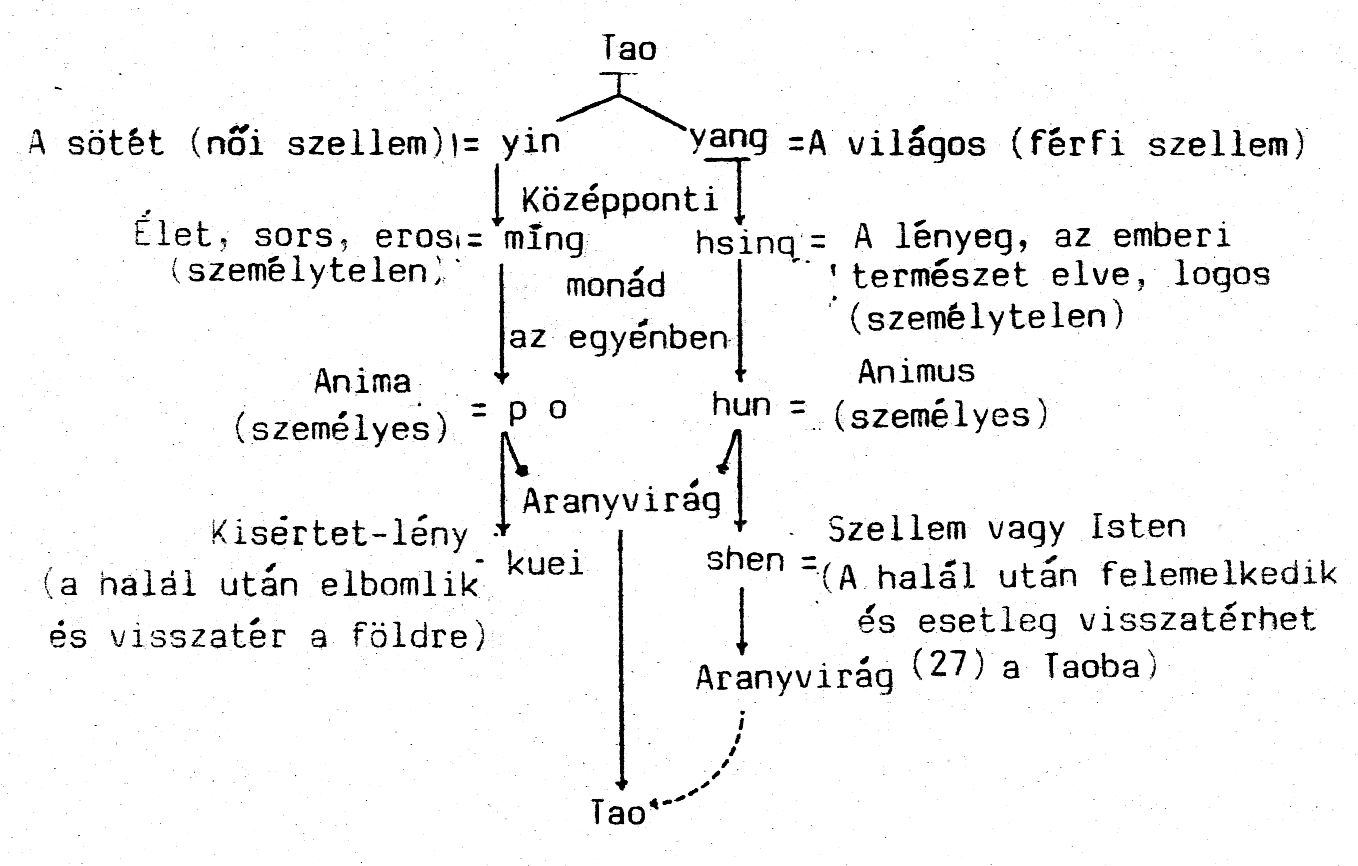 Tao
A sötét (női szellem) = yin yang =A világos (férfi szellem)
Középponti
Élet, sors, eros = ming hsing = A lényeg, az emberi
(személytelen) természet elve, logos
monád
(személytelen)
az egyénben
Anima Animus
(személyes) = p o hun = (személyes)
Aranyvirág
Kisértet-lény Szellem vagy Isten
kuei shen =(A halál után felemelkedik
(a halál után elbomlik
és visszatér a földre) és esetleg visszatérhet
Aranyvirág (27) a Taoba)
Tao